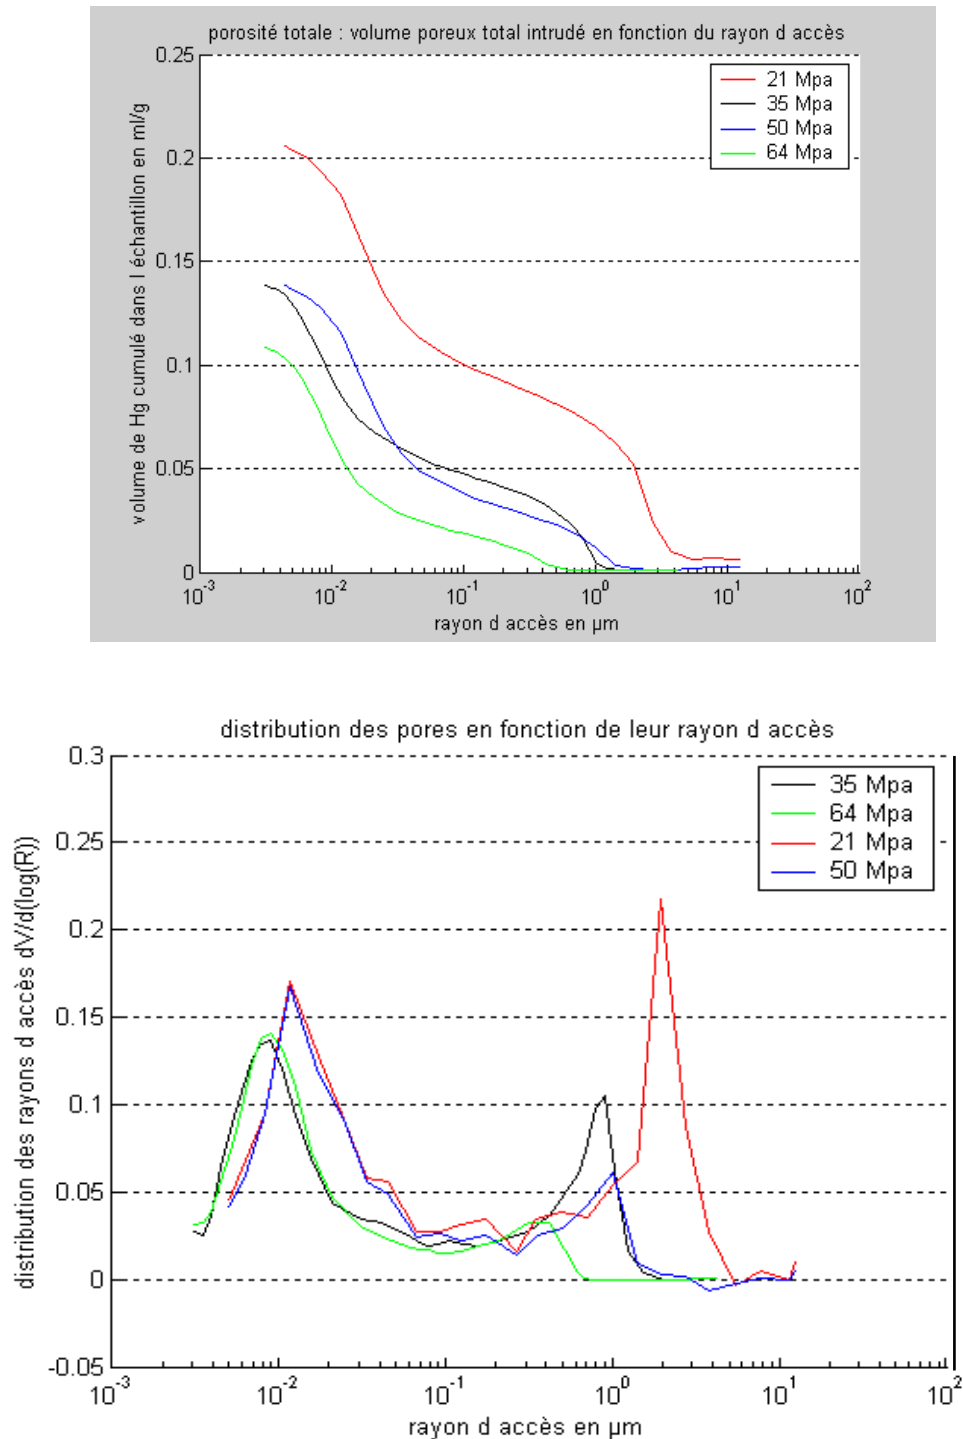 porosité totale : volume poreux total intrudé en fonction du rayon d accès
0.25
0.2
0.15
0.1
0.05
0
volume de Hg cumulé dans l échantillon en ml/g
21 Mpa
35 Mpa
50 Mpa
64 Mpa
10-3 10-2 10-1 100 101 102
rayon d accès en µm
distribution des pores en fonction de leur rayon d accès
0.3
0.25
0.2
0.15
0.1
0.05
0
-0.05
distribution des rayons d accès dV/d(log(R))
35 Mpa
64 Mpa
21 Mpa
50 Mpa
10-3 10-2 10-1 100 101 102
rayon d accès en µm